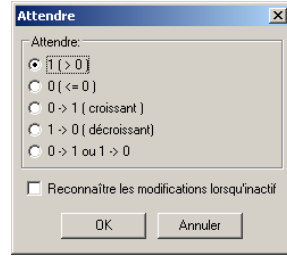 Attendre
Attendre:
1 ( > 0 )
0 ( <= 0 )
0 -> 1 ( croissant )
1 -> 0 ( décroissant)
0 -> 1 ou 1 -> 0
Reconnaître les modifications lorsqu'inactif
OK
Annuler